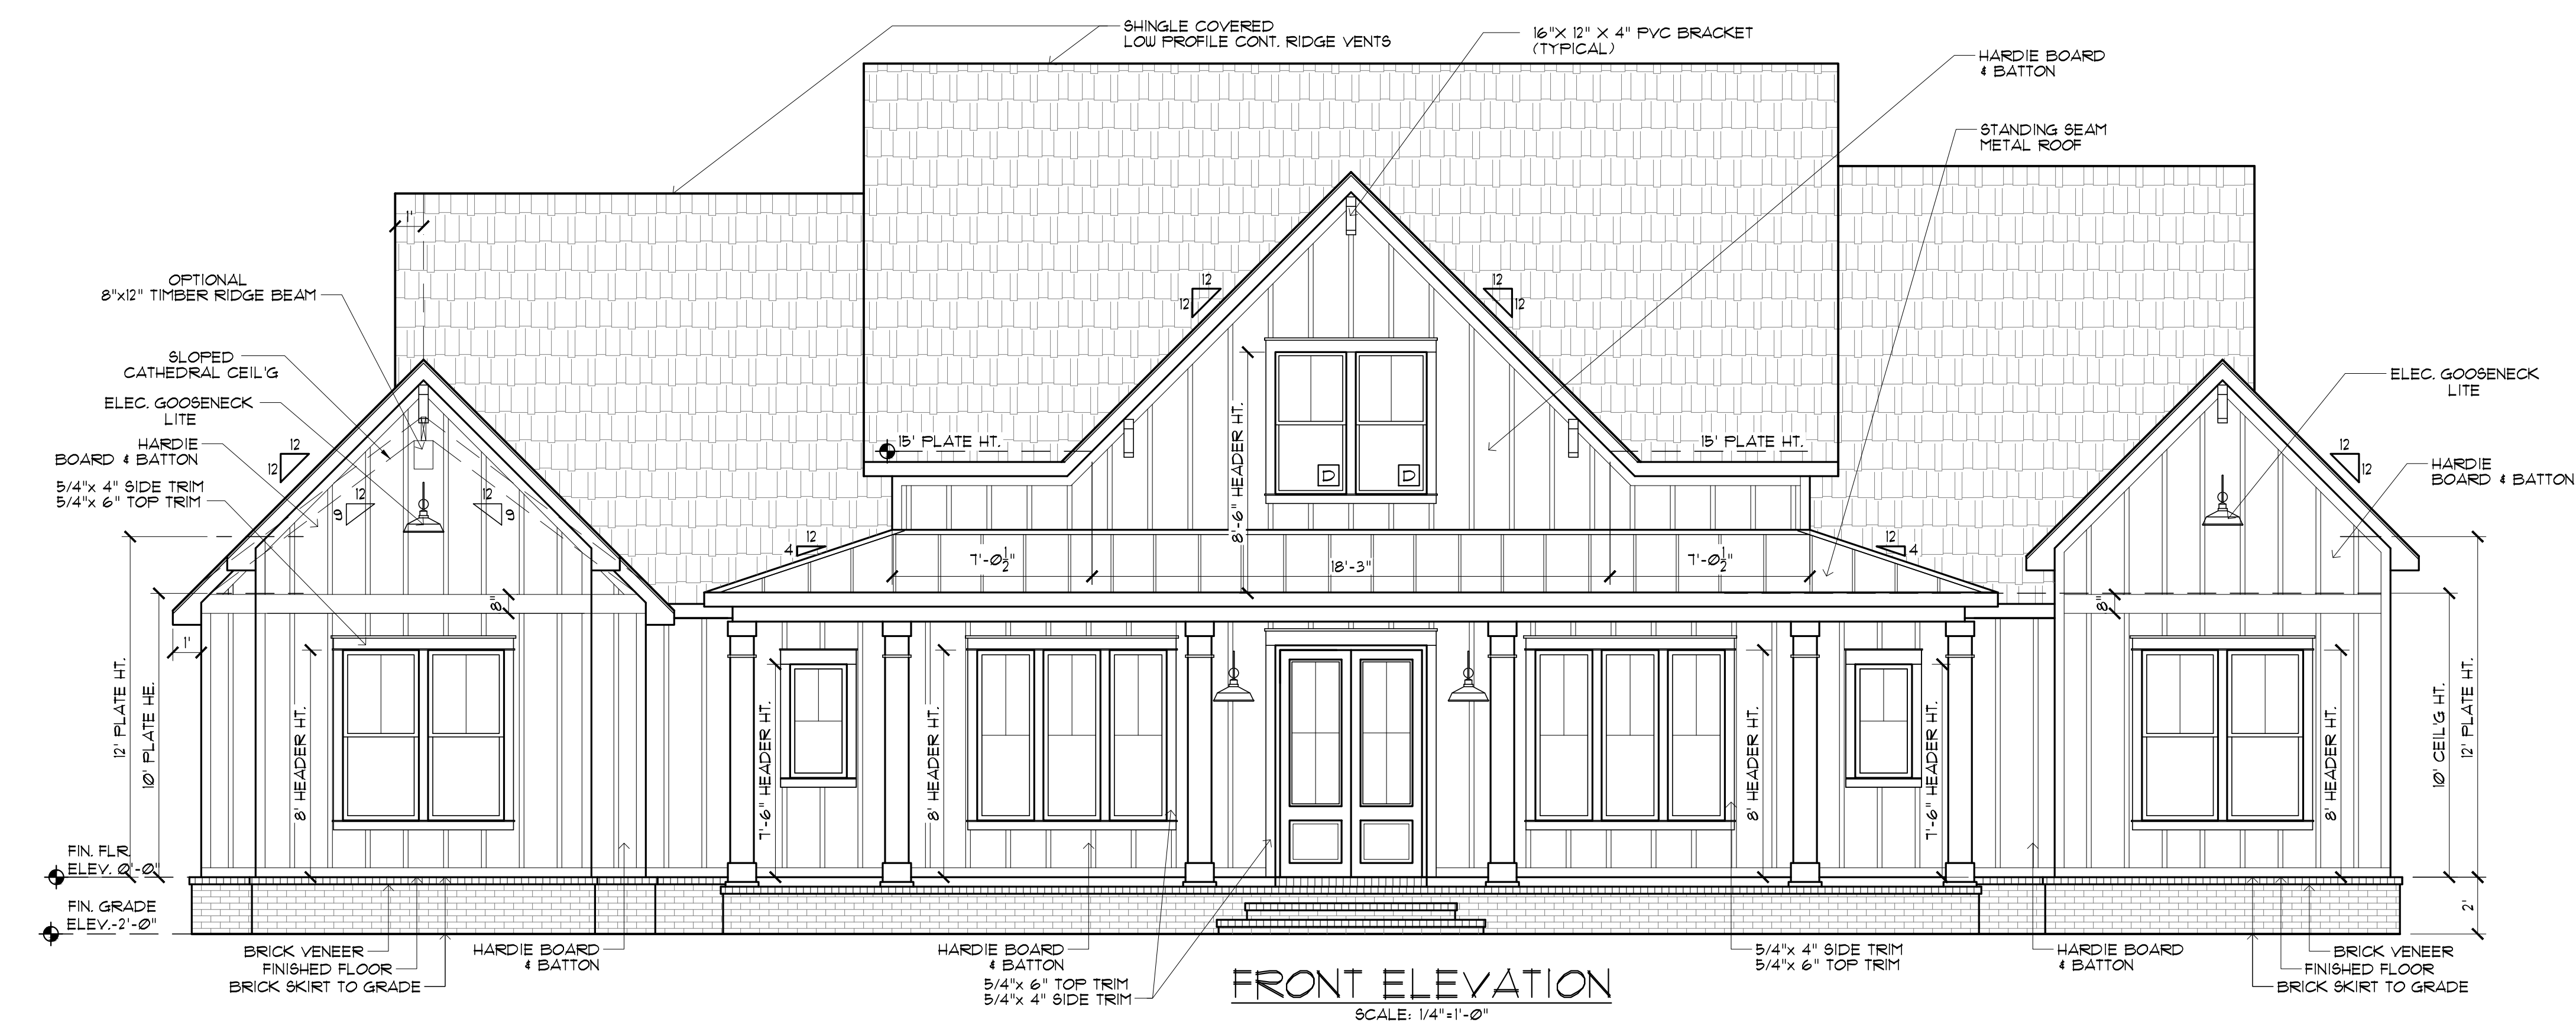 SHINGLE COVERED
LOW PROFILE CONT. RIDGE VENTS
16"X 12" X 4" PVC BRACKET
(TYPICAL)
HARDIE BOARD
& BATTON
STANDING SEAM
METAL ROOF
1'
OPTIONAL
8"x12" TIMBER RIDGE BEAM
12
12
12
12
SLOPED
CATHEDRAL CEIL'G
ELEC. GOOSENECK
LITE
ELEC. GOOSENECK
LITE
HARDIE
BOARD & BATTON
12
12
15' PLATE HT.
15' PLATE HT.
12
12
HARDIE
BOARD & BATTON
5/4"x 4" SIDE TRIM
5/4"x 6" TOP TRIM
12
9
12
9
8'-6" HEADER HT.
D
D
12
4
12
4
7'-0 1/2"
18'-3"
7'-0 1/2"
8"
8"
1'
12' PLATE HT.
10' PLATE HE.
8' HEADER HT.
7'-6" HEADER HT.
8' HEADER HT.
8' HEADER HT.
7'-6" HEADER HT.
8' HEADER HT.
10' CEIL'G HT.
12' PLATE HT.
FIN. FLR.
ELEV. 0'-0"
FIN. GRADE
ELEV.-2'-0"
2'
BRICK VENEER
FINISHED FLOOR
BRICK SKIRT TO GRADE
HARDIE BOARD
& BATTON
HARDIE BOARD
& BATTON
5/4"x 6" TOP TRIM
5/4"x 4" SIDE TRIM
5/4"x 4" SIDE TRIM
5/4"x 6" TOP TRIM
HARDIE BOARD
& BATTON
BRICK VENEER
FINISHED FLOOR
BRICK SKIRT TO GRADE
FRONT ELEVATION
SCALE: 1/4"=1'-0"